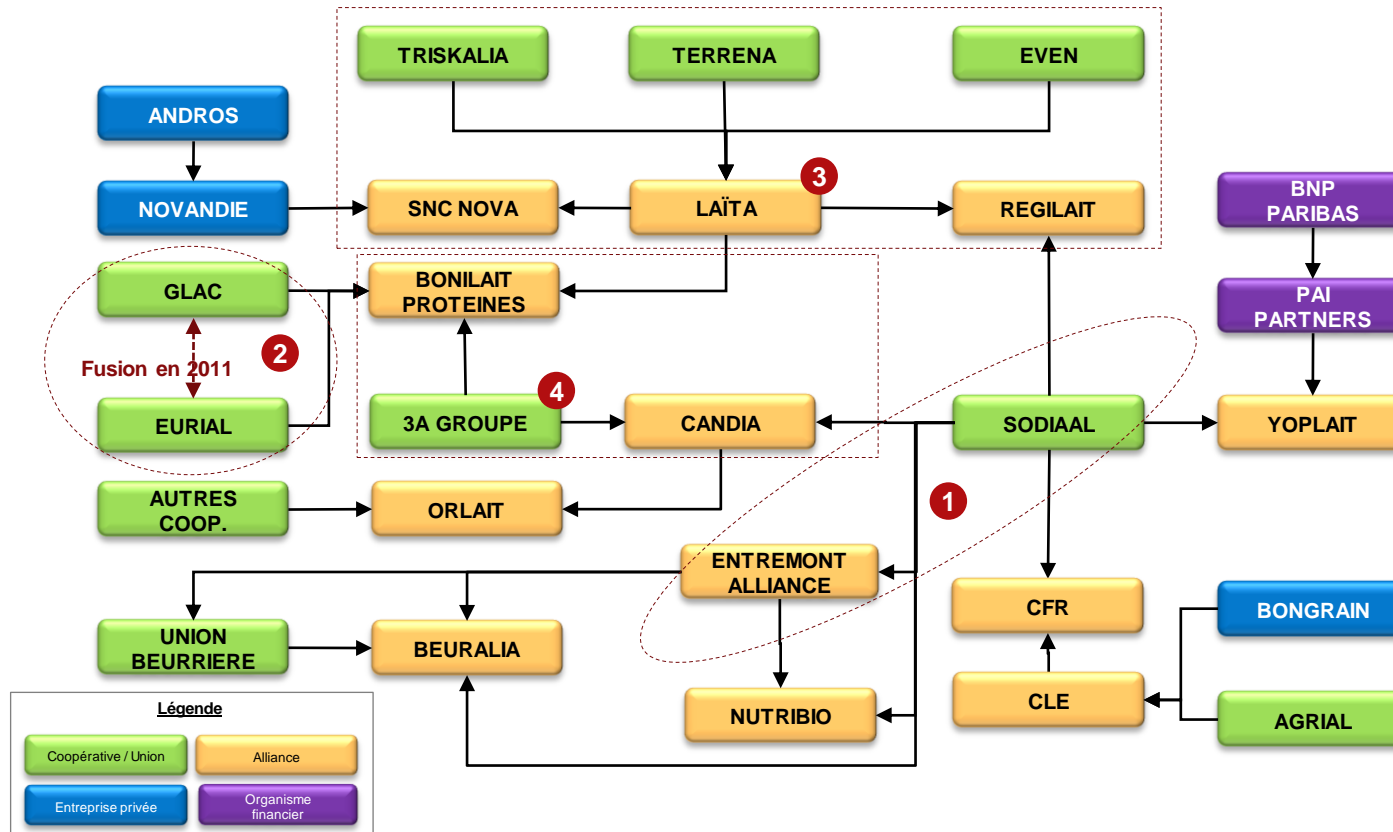 TRISKALIA
TERRENA
EVEN
ANDROS
3
BNP
PARIBAS
NOVANDIE
SNC NOVA
LAÏTA
REGILAIT
GLAC
BONILAIT
PROTEINES
PAI
PARTNERS
2
Fusion en 2011
4
EURIAL
3A GROUPE
CANDIA
SODIAAL
YOPLAIT
AUTRES
COOP.
ORLAIT
1
ENTREMONT
ALLIANCE
CFR
BONGRAIN
UNION
BEURRIERE
BEURALIA
NUTRIBIO
CLE
AGRIAL
Légende
Coopérative / Union
Alliance
Entreprise privée
Organisme
financier